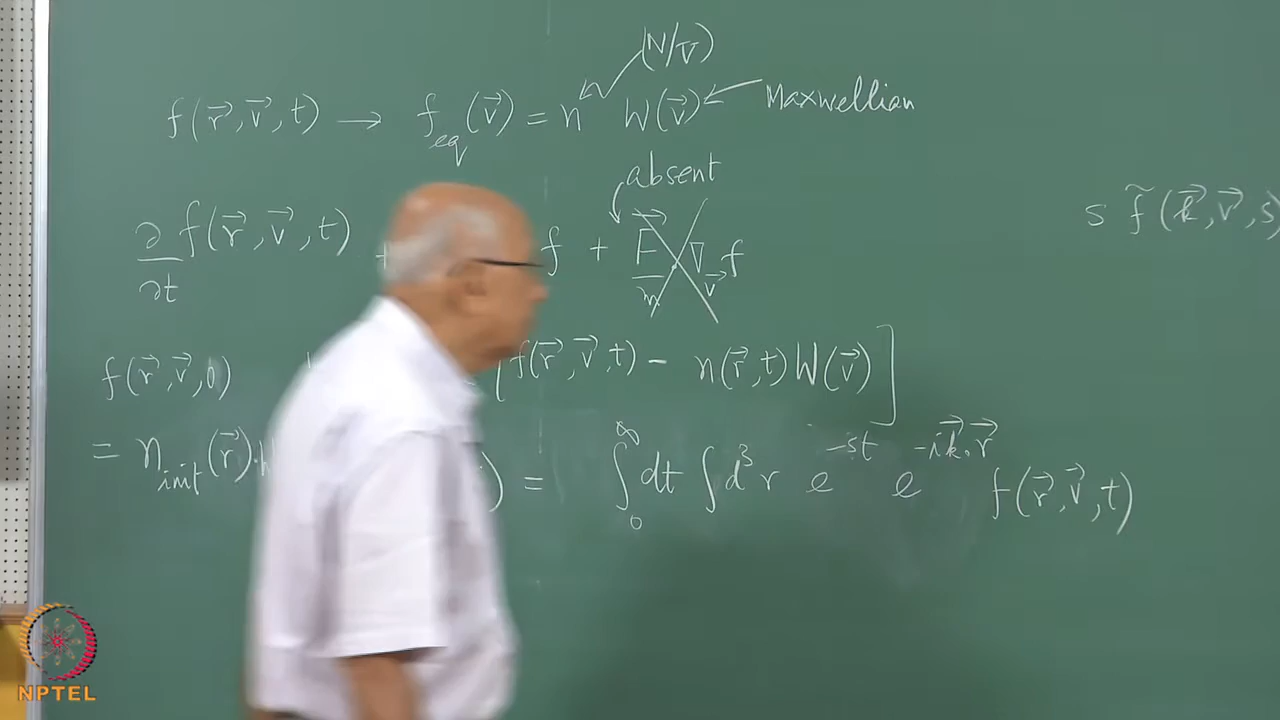 (N/V)
f(r⃗,v⃗,t) → f_eq(v⃗) = n W(v⃗) ← Maxwellian
absent
∂/∂t f(r⃗,v⃗,t) + f + F⃗/m ∇_v⃗ f
s f̃(k⃗,v⃗,s)
f(r⃗,v⃗,0) [f(r⃗,v⃗,t) - n(r⃗,t)W(v⃗)]
= n_init(r⃗). ) = ∫_0^∞ dt ∫d³r e^{-st} e^{-ik⃗.r⃗} f(r⃗,v⃗,t)
NPTEL